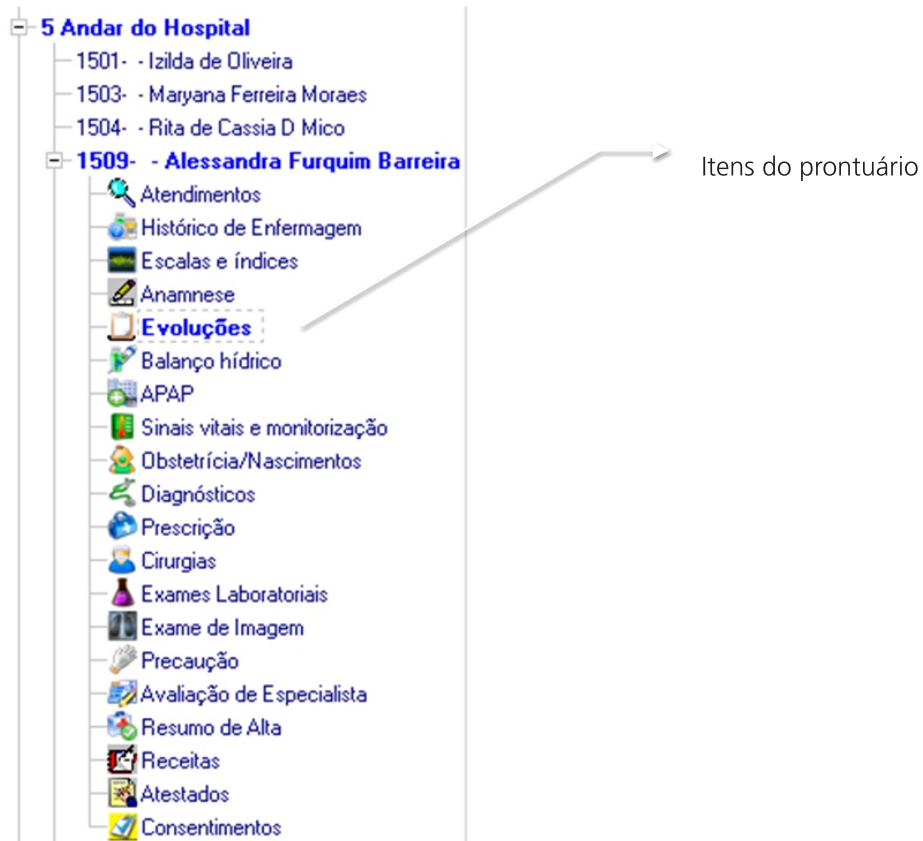 5 Andar do Hospital
1501- - Izilda de Oliveira
1503- - Maryana Ferreira Moraes
1504- - Rita de Cassia D Mico
1509- - Alessandra Furquim Barreira
Itens do prontuário
Atendimentos
Histórico de Enfermagem
Escalas e índices
Anamnese
Evoluções
Balanço hídrico
APAP
Sinais vitais e monitorização
Obstetrícia/Nascimentos
Diagnósticos
Prescrição
Cirurgias
Exames Laboratoriais
Exame de Imagem
Precaução
Avaliação de Especialista
Resumo de Alta
Receitas
Atestados
Consentimentos